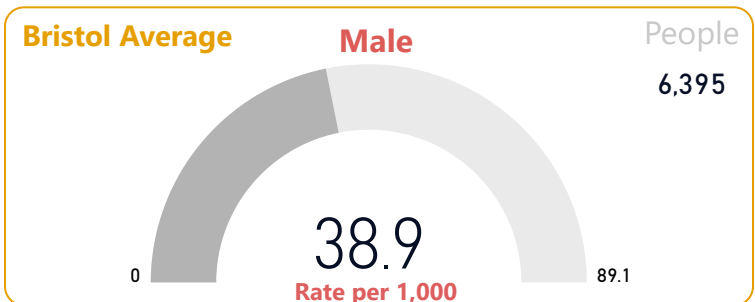 Bristol Average
Male
People
6,395
38.9
0
89.1
Rate per 1,000